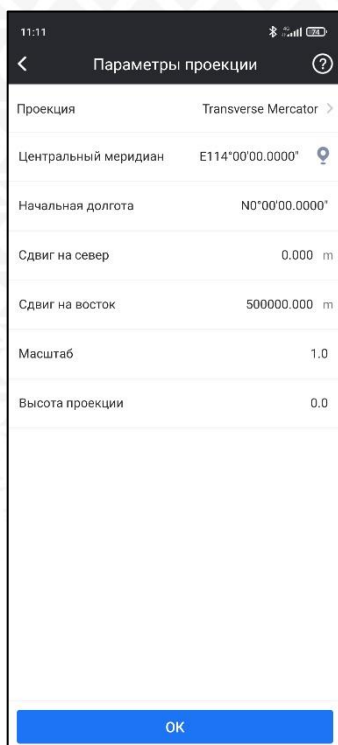 11:11
Параметры проекции
Проекция Transverse Mercator
Центральный меридиан E114°00'00.0000"
Начальная долгота N0°00'00.0000"
Сдвиг на север 0.000 m
Сдвиг на восток 500000.000 m
Масштаб 1.0
Высота проекции 0.0
ОК